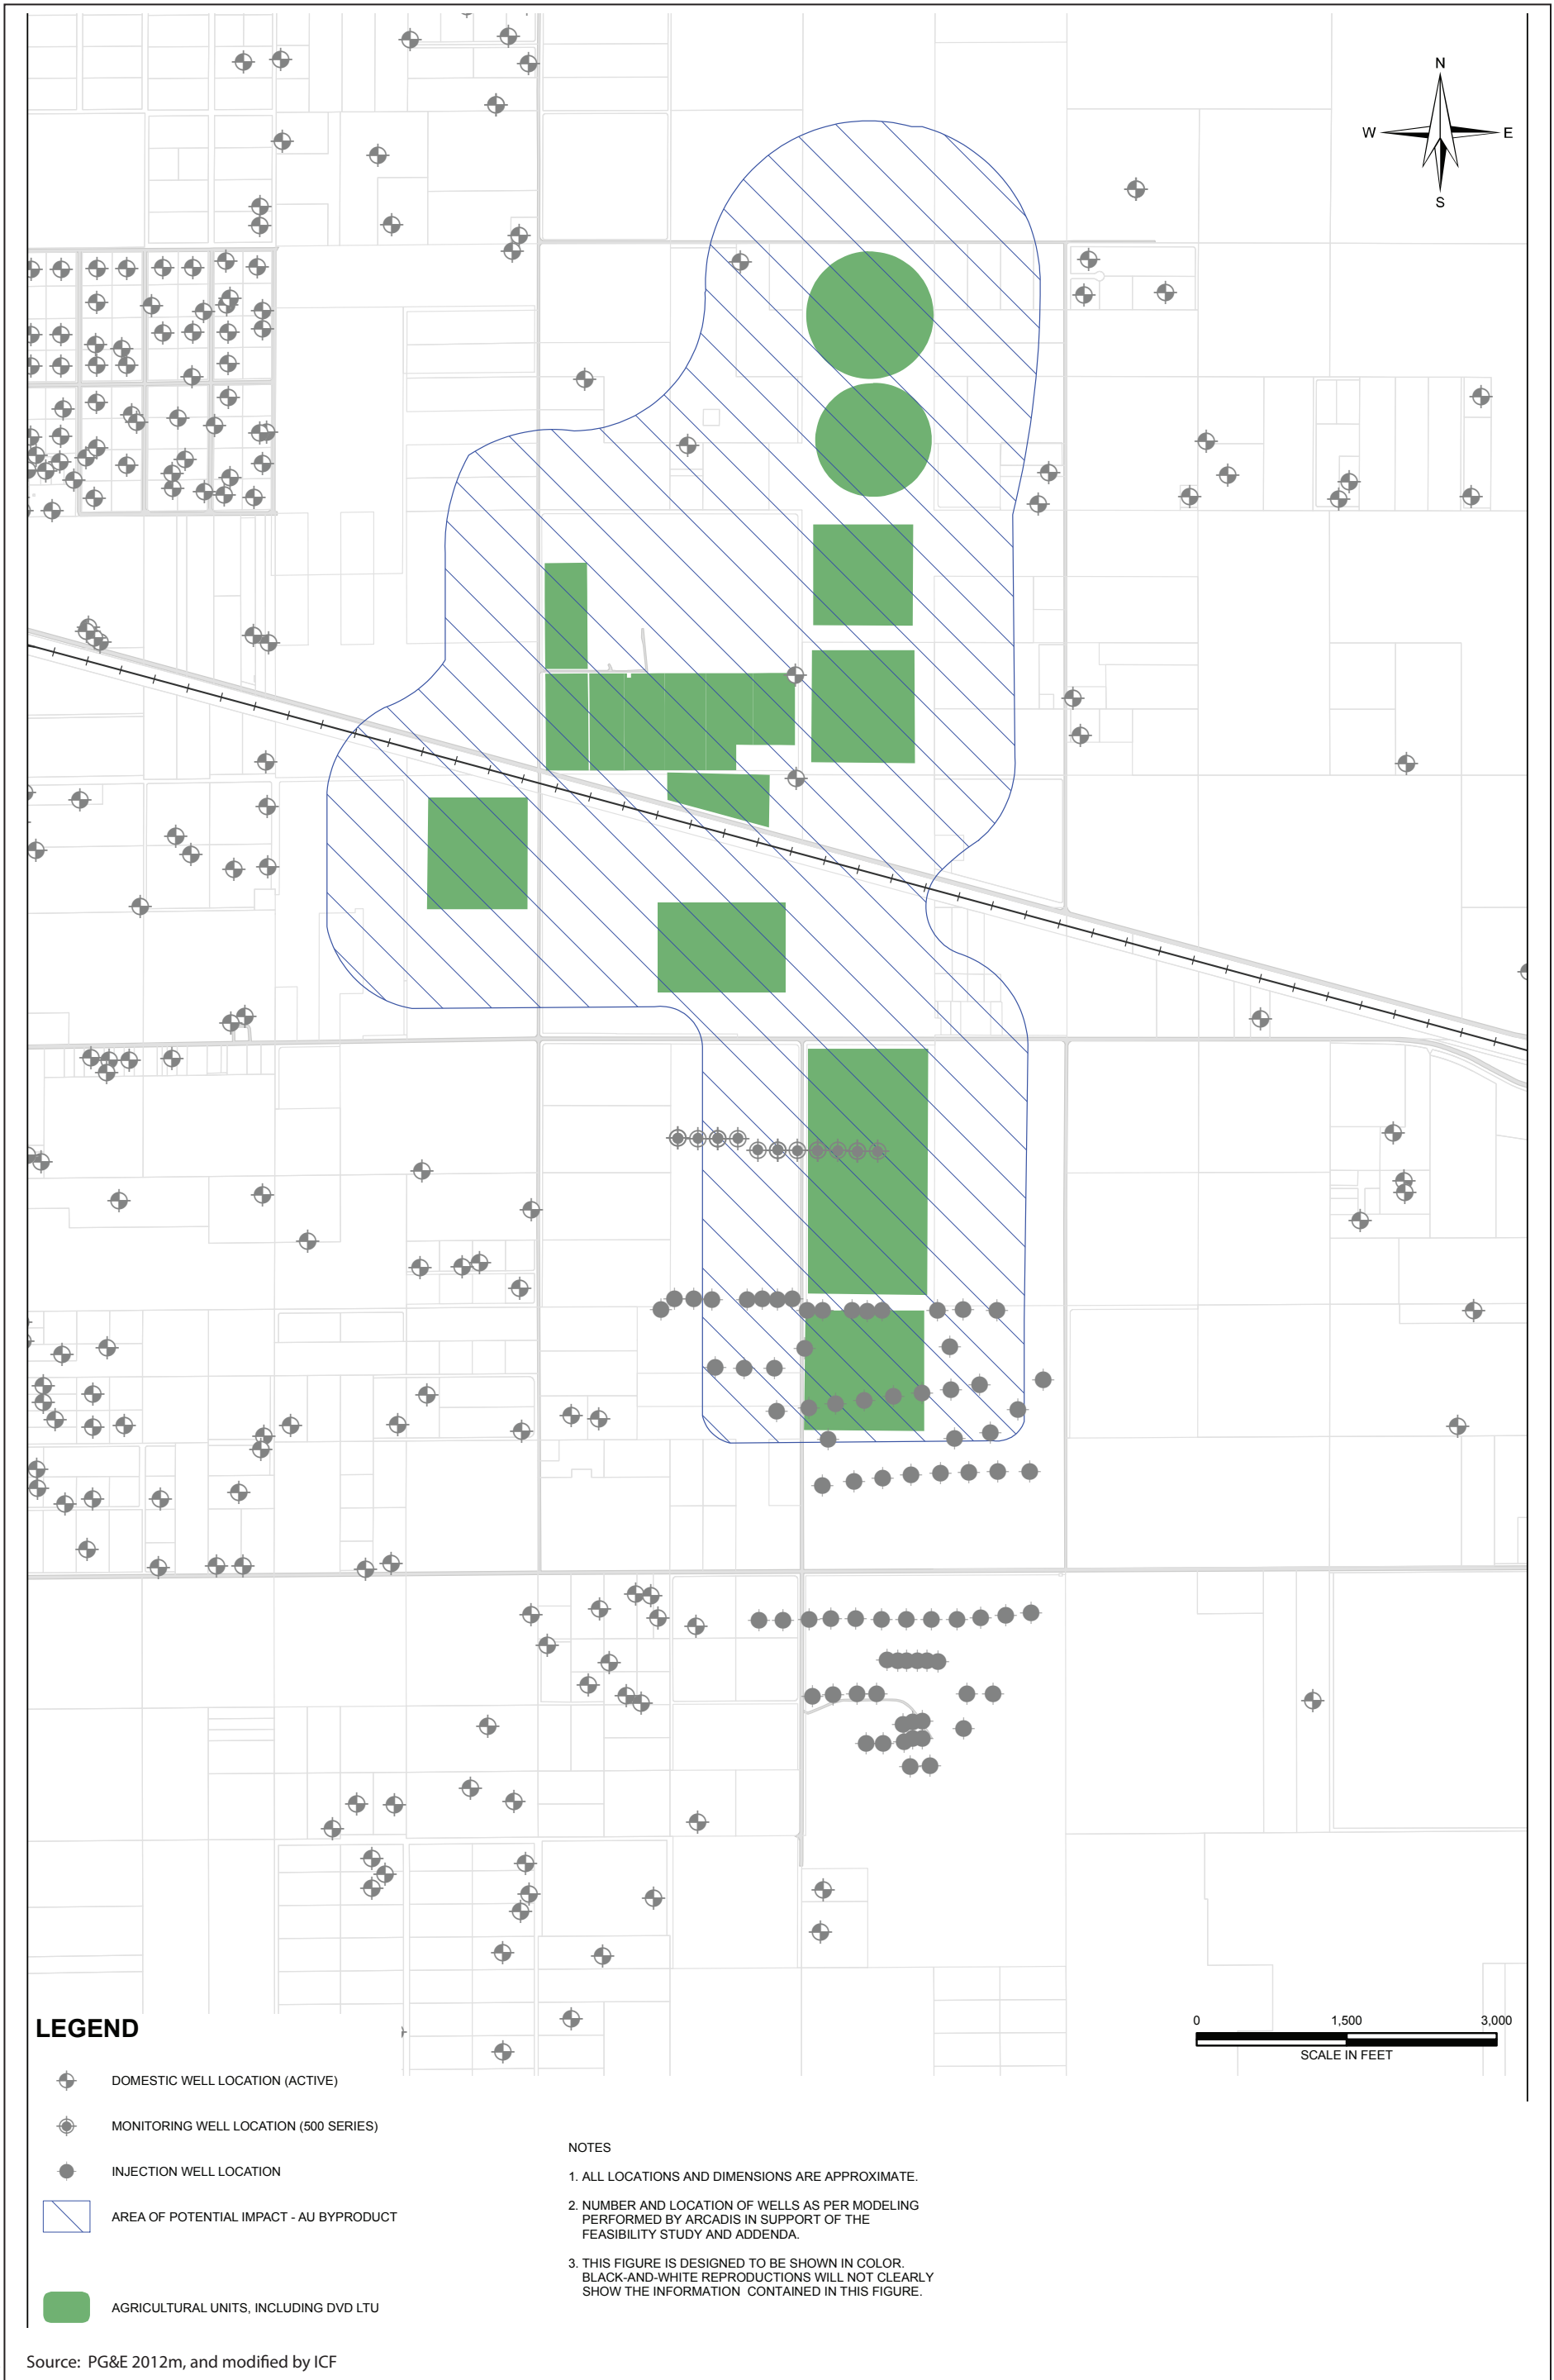 N
W E
S
LEGEND
0 1,500 3,000
SCALE IN FEET
DOMESTIC WELL LOCATION (ACTIVE)
MONITORING WELL LOCATION (500 SERIES)
INJECTION WELL LOCATION
AREA OF POTENTIAL IMPACT - AU BYPRODUCT
AGRICULTURAL UNITS, INCLUDING DVD LTU
NOTES
1. ALL LOCATIONS AND DIMENSIONS ARE APPROXIMATE.
2. NUMBER AND LOCATION OF WELLS AS PER MODELING
PERFORMED BY ARCADIS IN SUPPORT OF THE
FEASIBILITY STUDY AND ADDENDA.
3. THIS FIGURE IS DESIGNED TO BE SHOWN IN COLOR.
BLACK-AND-WHITE REPRODUCTIONS WILL NOT CLEARLY
SHOW THE INFORMATION CONTAINED IN THIS FIGURE.
Source: PG&E 2012m, and modified by ICF